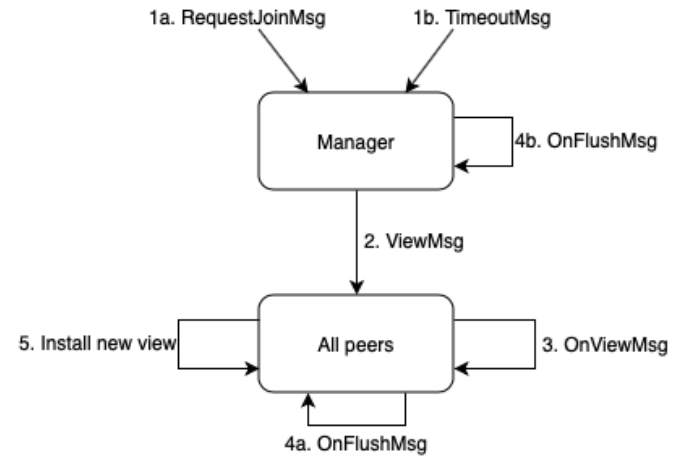 1a. RequestJoinMsg
1b. TimeoutMsg
Manager
4b. OnFlushMsg
2. ViewMsg
5. Install new view
All peers
3. OnViewMsg
4a. OnFlushMsg